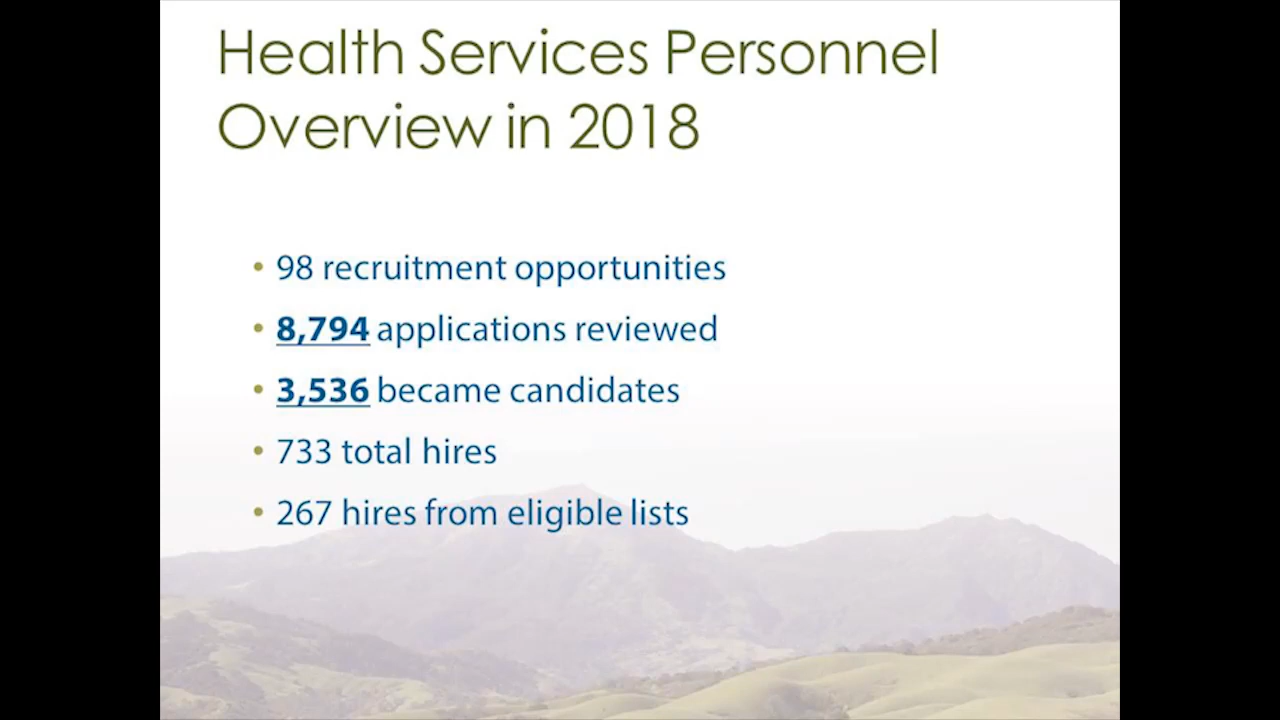 Health Services Personnel
Overview in 2018
• 98 recruitment opportunities
• 8,794 applications reviewed
• 3,536 became candidates
• 733 total hires
• 267 hires from eligible lists